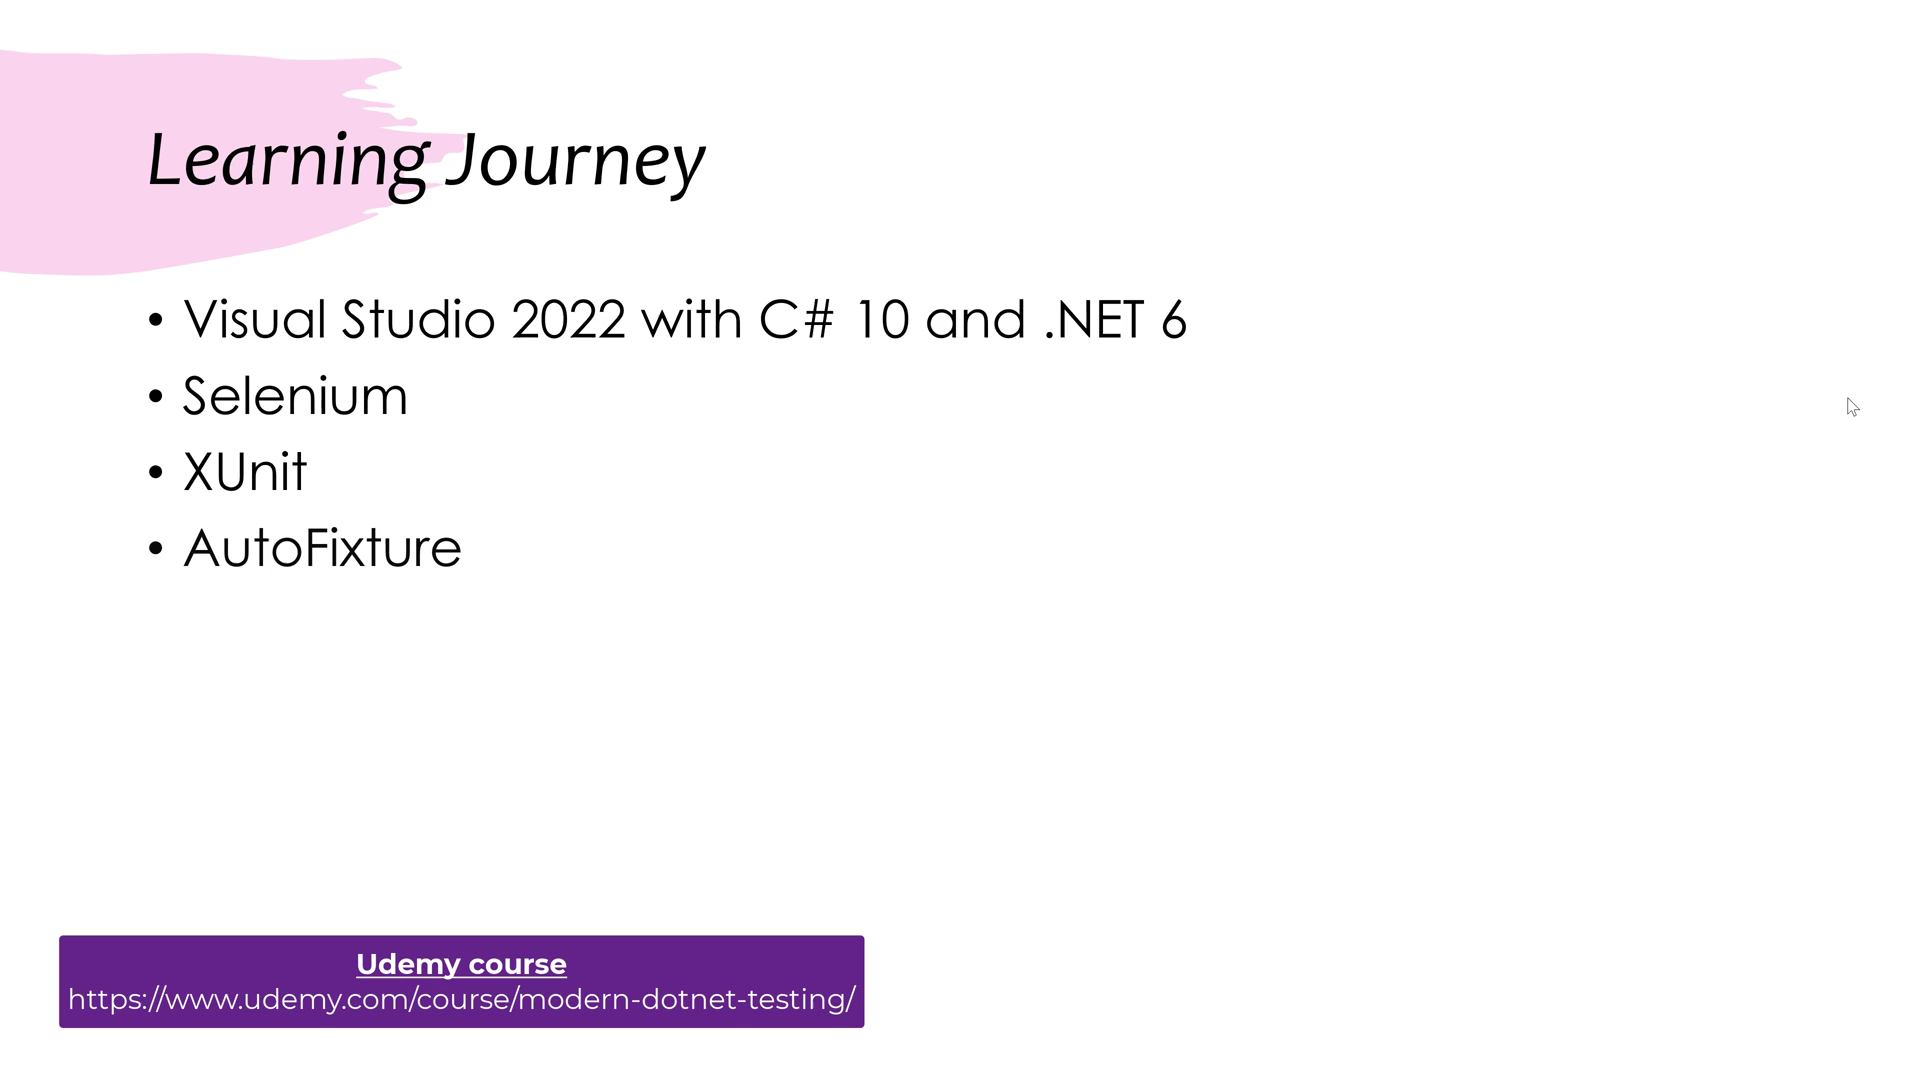 Learning Journey
• Visual Studio 2022 with C# 10 and .NET 6
• Selenium
• XUnit
• AutoFixture
Udemy course
https://www.udemy.com/course/modern-dotnet-testing/